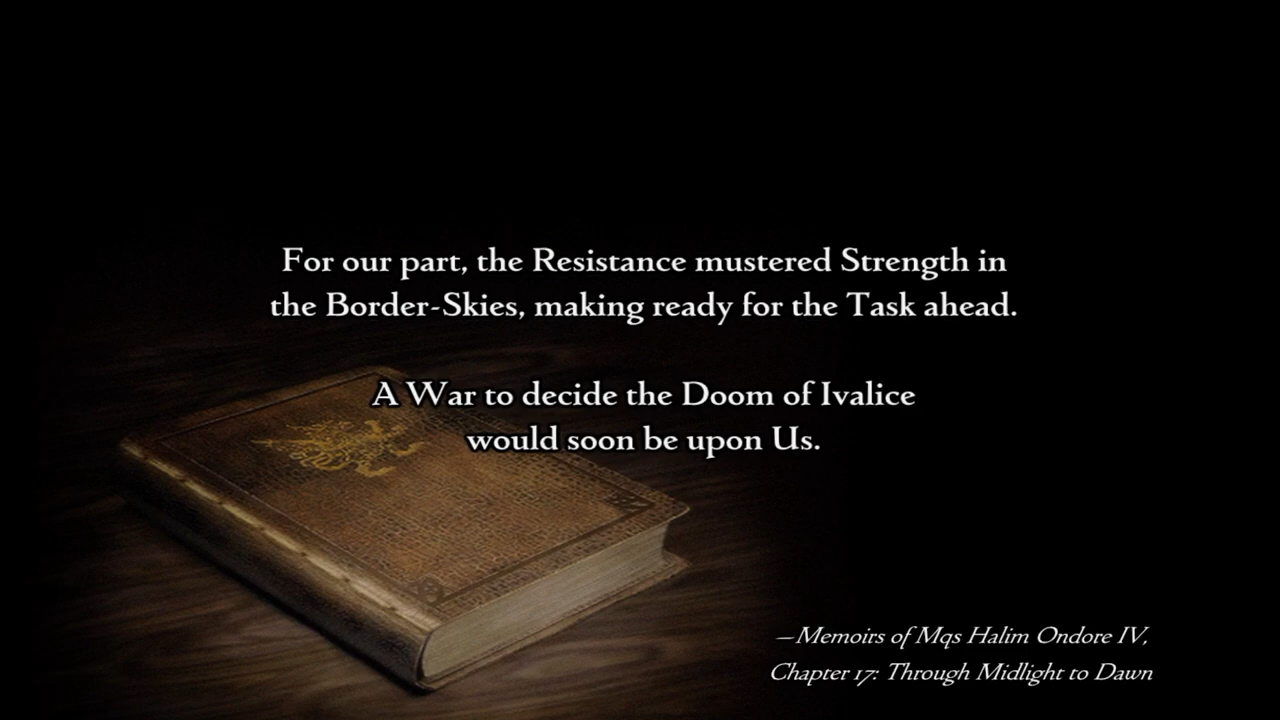 For our part, the Resistance mustered Strength in
the Border-Skies, making ready for the Task ahead.
A War to decide the Doom of Ivalice
would soon be upon Us.
—Memoirs of Mqs Halim Ondore IV,
Chapter 17: Through Midlight to Dawn